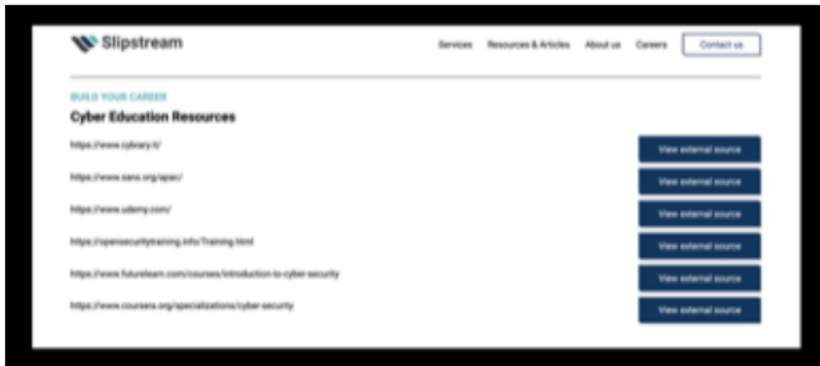 Slipstream
Services Resources & Articles About us Careers Contact us
BUILD YOUR CAREER
Cyber Education Resources
https://www.cybrary.it/ View external source
https://www.sans.org/apac/ View external source
https://www.udemy.com/ View external source
https://opensecuritytraining.info/Training.html View external source
https://www.futurelearn.com/courses/introduction-to-cyber-security View external source
https://www.coursera.org/specializations/cyber-security View external source